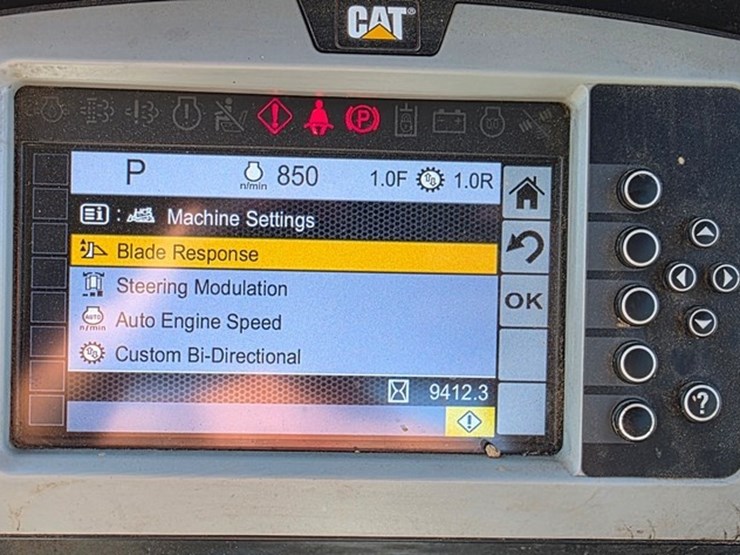 CAT
P
P n/min 850 1.0F 1.0R
: Machine Settings
Blade Response
Steering Modulation
AUTO n/min Auto Engine Speed
Custom Bi-Directional
OK
9412.3
?